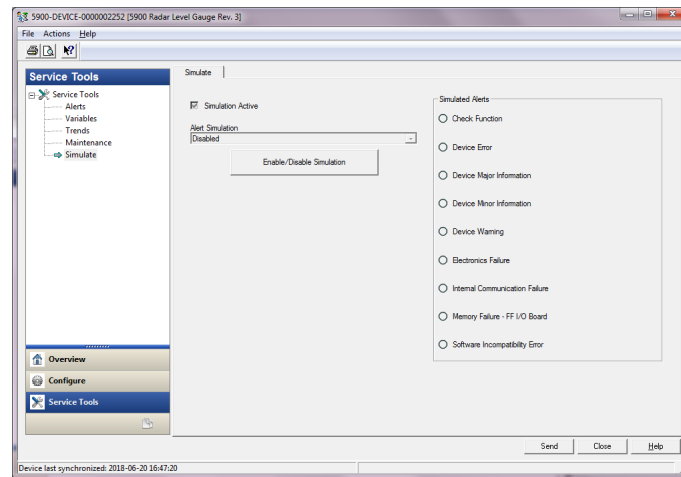 5900-DEVICE-0000002252 [5900 Radar Level Gauge Rev. 3]
File Actions Help
Service Tools
Service Tools
Alerts
Variables
Trends
Maintenance
Simulate
Overview
Configure
Service Tools
Simulate
Simulation Active
Alert Simulation
Disabled
Enable/Disable Simulation
Simulated Alerts
Check Function
Device Error
Device Major Information
Device Minor Information
Device Warning
Electronics Failure
Internal Communication Failure
Memory Failure - FF I/O Board
Software Incompatibility Error
Send Close Help
Device last synchronized: 2018-06-20 16:47:20